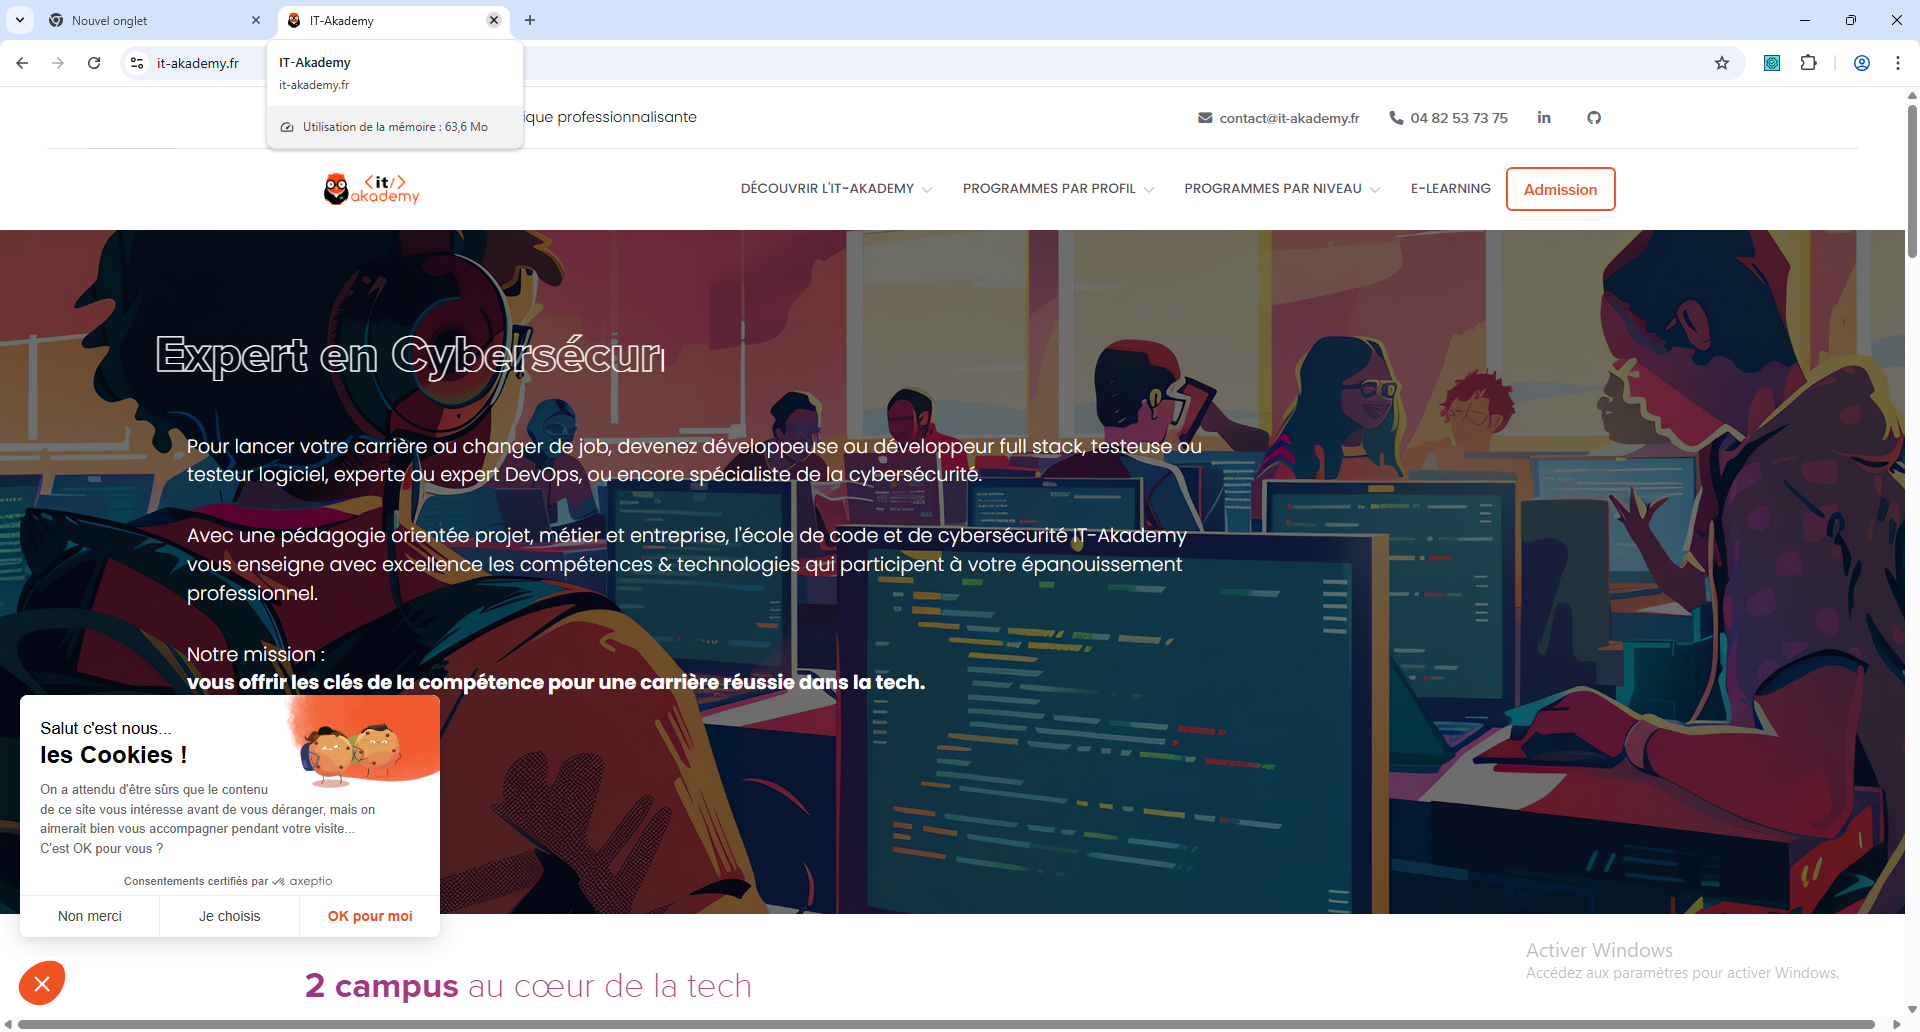 Nouvel onglet
IT-Akademy
it-akademy.fr
IT-Akademy
it-akademy.fr
Utilisation de la mémoire : 63,6 Mo
ique professionnalisante
contact@it-akademy.fr
04 82 53 73 75
in
<it/>
akademy
DÉCOUVRIR L'IT-AKADEMY
PROGRAMMES PAR PROFIL
PROGRAMMES PAR NIVEAU
E-LEARNING
Admission
Expert en Cybersécur
Pour lancer votre carrière ou changer de job, devenez développeuse ou développeur full stack, testeuse ou
testeur logiciel, experte ou expert DevOps, ou encore spécialiste de la cybersécurité.
Avec une pédagogie orientée projet, métier et entreprise, l'école de code et de cybersécurité IT-Akademy
vous enseigne avec excellence les compétences & technologies qui participent à votre épanouissement
professionnel.
Notre mission :
vous offrir les clés de la compétence pour une carrière réussie dans la tech.
Salut c'est nous...
les Cookies !
On a attendu d'être sûrs que le contenu
de ce site vous intéresse avant de vous déranger, mais on
aimerait bien vous accompagner pendant votre visite...
C'est OK pour vous ?
Consentements certifiés par axeptio
Non merci
Je choisis
OK pour moi
2 campus au cœur de la tech
Activer Windows
Accédez aux paramètres pour activer Windows.